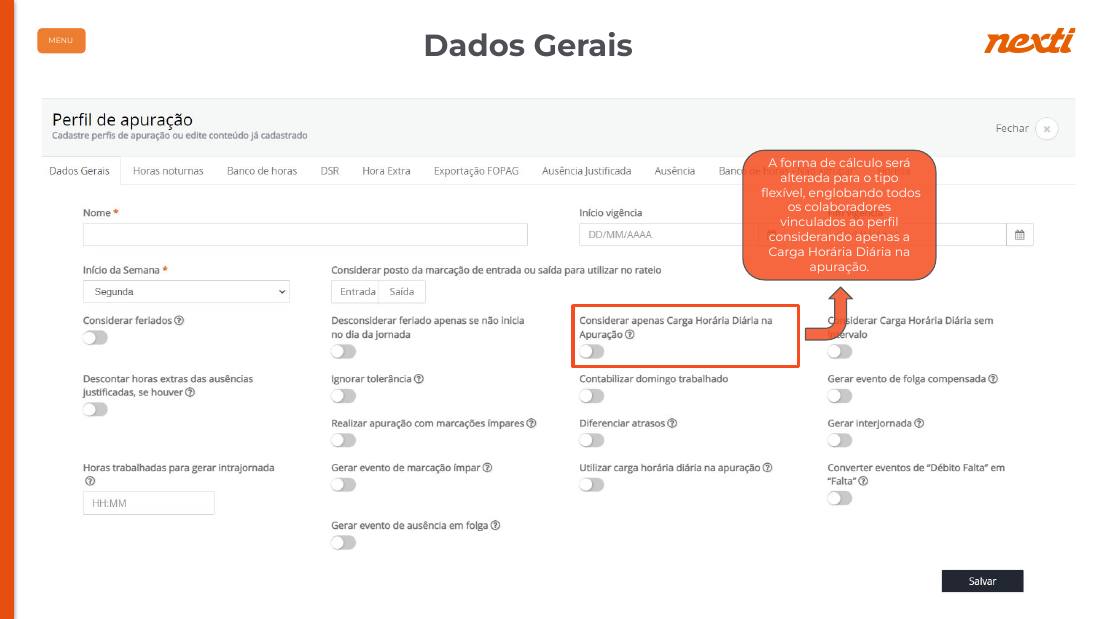 MENU
Dados Gerais
nexti
Perfil de apuração
Cadastre perfis de apuração ou edite conteúdo já cadastrado
Fechar
Dados Gerais
Horas noturnas
Banco de horas
DSR
Hora Extra
Exportação FOPAG
Ausência Justificada
Ausência
A forma de cálculo será
alterada para o tipo
flexível, englobando todos
os colaboradores
vinculados ao perfil
considerando apenas a
Carga Horária Diária na
apuração.
Nome *
Início vigência
DD/MM/AAAA
Início da Semana *
Segunda
Considerar posto da marcação de entrada ou saída para utilizar no rateio
Entrada
Saída
Considerar feriados
Desconsiderar feriado apenas se não inicia
no dia da jornada
Considerar apenas Carga Horária Diária na
Apuração
Considerar Carga Horária Diária sem
intervalo
Descontar horas extras das ausências
justificadas, se houver
Ignorar tolerância
Contabilizar domingo trabalhado
Gerar evento de folga compensada
Realizar apuração com marcações ímpares
Diferenciar atrasos
Gerar interjornada
Horas trabalhadas para gerar intrajornada
HH:MM
Gerar evento de marcação ímpar
Utilizar carga horária diária na apuração
Converter eventos de “Débito Falta” em
“Falta”
Gerar evento de ausência em folga
Salvar